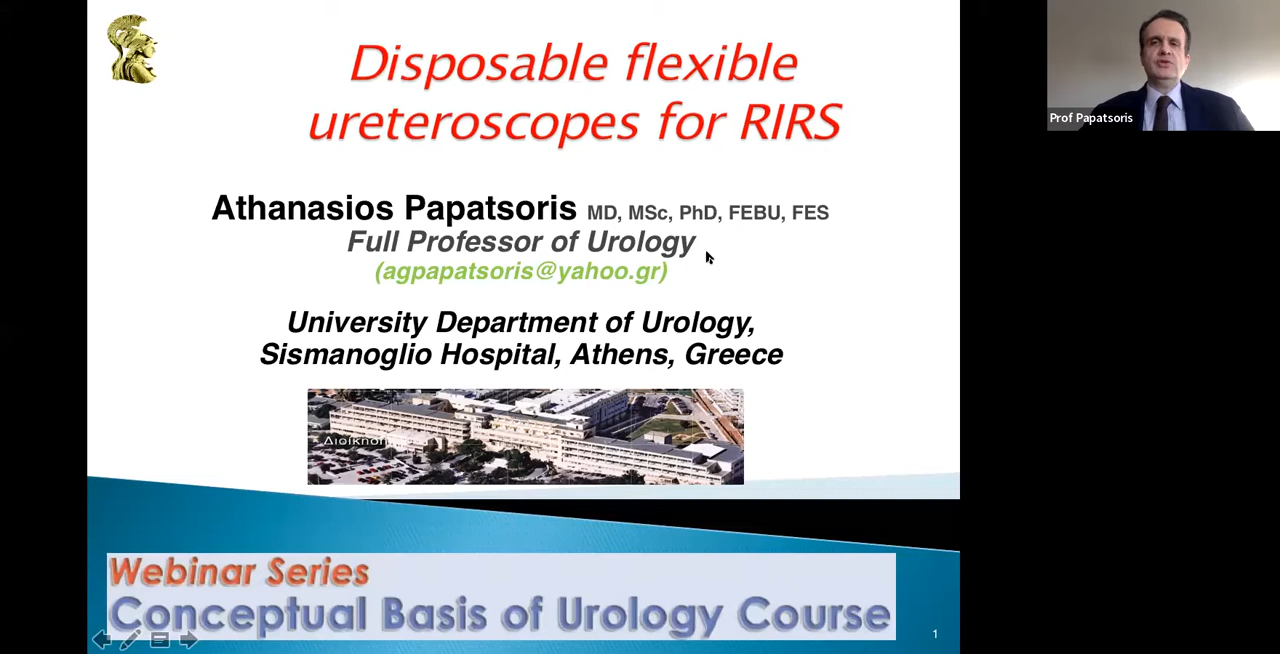 Disposable flexible
ureteroscopes for RIRS
Athanasios Papatsoris MD, MSc, PhD, FEBU, FES
Full Professor of Urology
(agpapatsoris@yahoo.gr)
University Department of Urology,
Sismanoglio Hospital, Athens, Greece
Webinar Series
Conceptual Basis of Urology Course
1
Prof Papatsoris